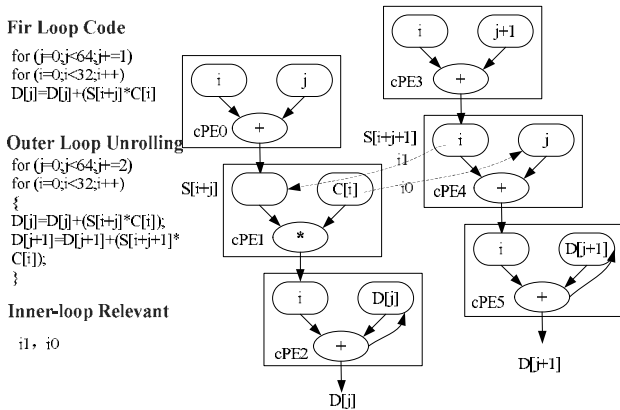 Fir Loop Code
for (j=0;j<64;j+=1)
for (i=0;i<32;i++)
D[j]=D[j]+(S[i+j]*C[i]
Outer Loop Unrolling
for (j=0;j<64;j+=2)
for (i=0;i<32;i++)
{
D[j]=D[j]+(S[i+j]*C[i]);
D[j+1]=D[j+1]+(S[i+j+1]*
C[i]);
}
Inner-loop Relevant
i1, i0
i
j
+
cPE0
S[i+j]
C[i]
*
cPE1
i
D[j]
+
cPE2
D[j]
i
j+1
+
cPE3
S[i+j+1]
i1
i0
i
j
+
cPE4
i
D[j+1]
+
cPE5
D[j+1]